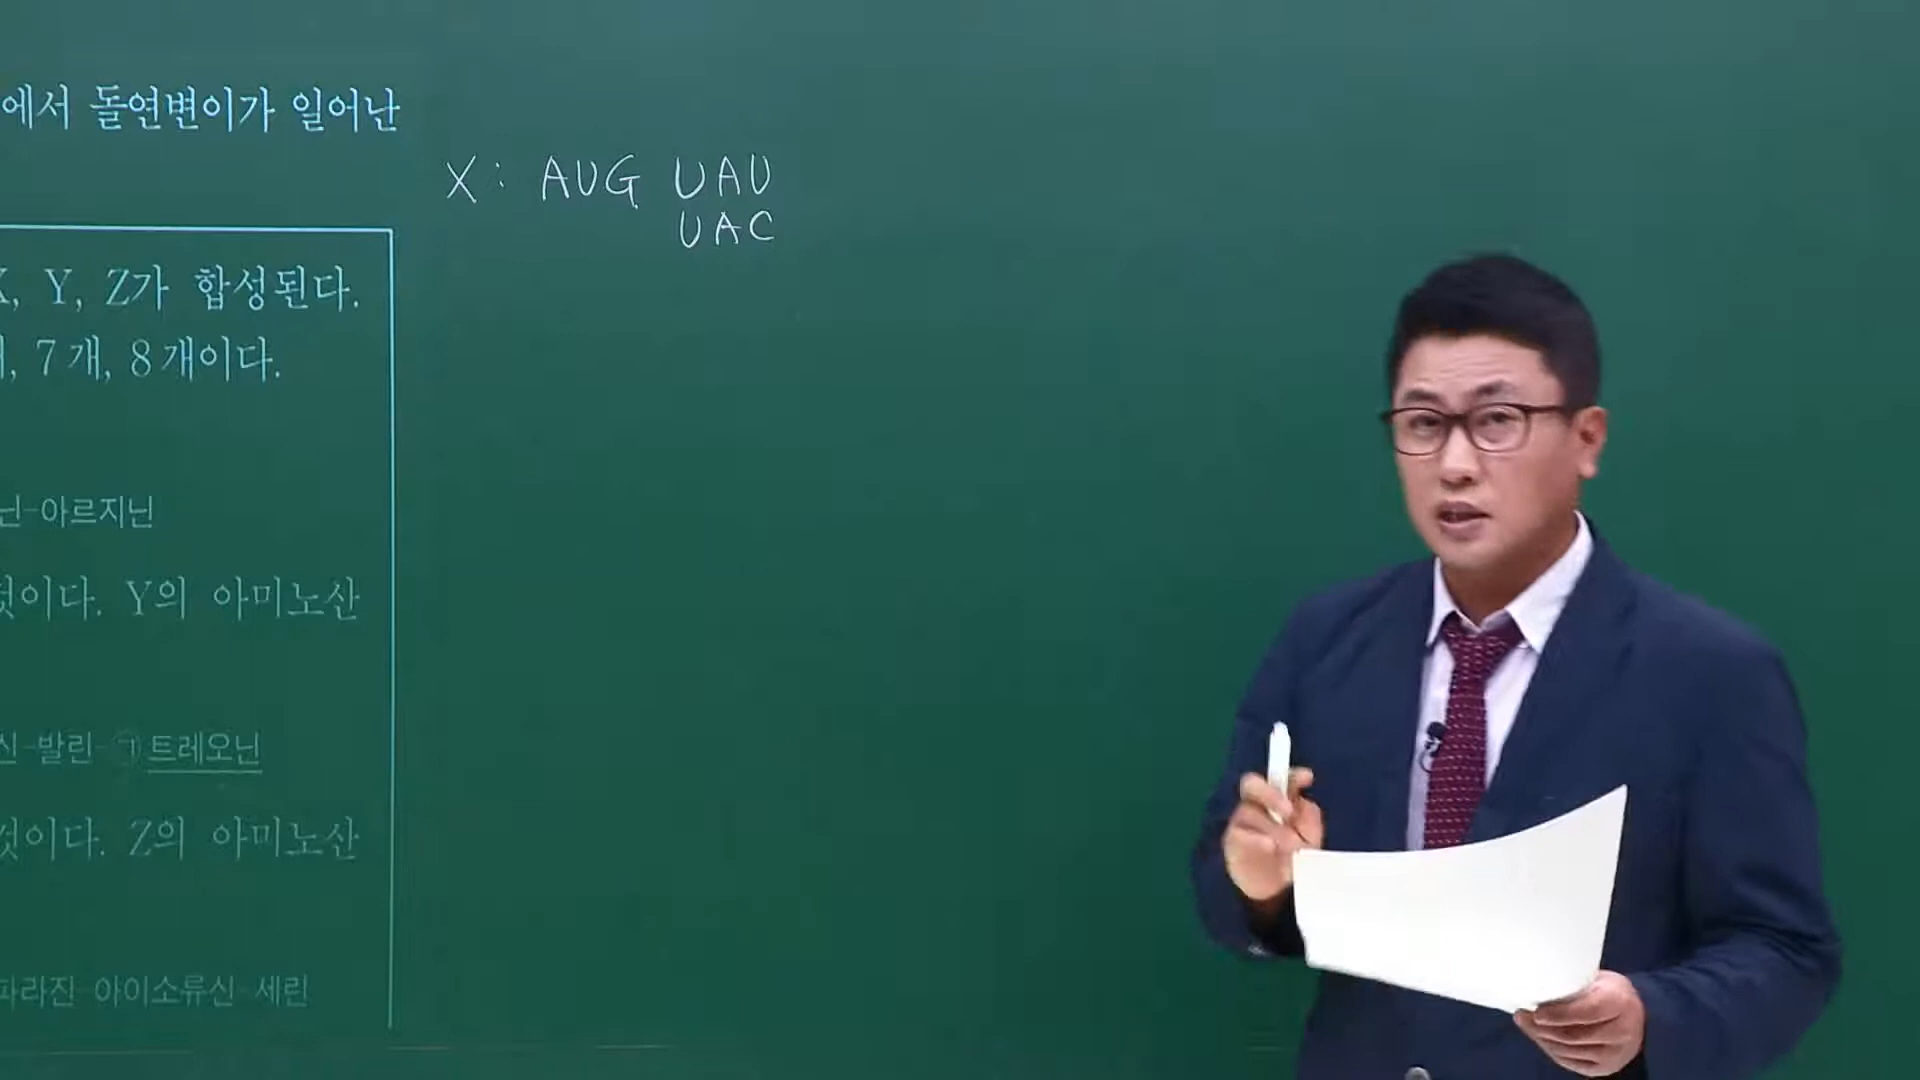 에서 돌연변이가 일어난
X : AUG UAU
UAC
X, Y, Z가 합성된다.
, 7개, 8개이다.
닌-아르지닌
것이다. Y의 아미노산
신-발린-㉠트레오닌
것이다. Z의 아미노산
파라진-아이소류신-세린